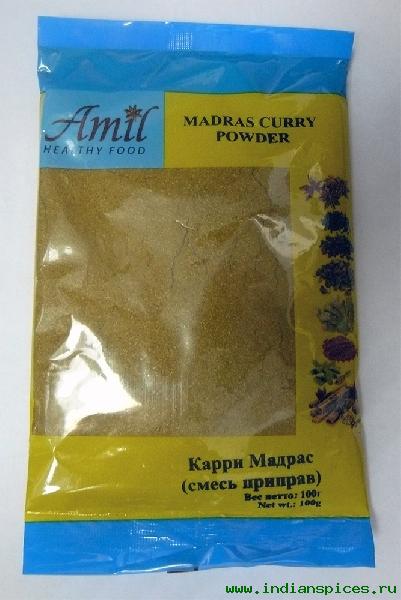 Amil
HEALTHY FOOD
MADRAS CURRY
POWDER
Карри Мадрас
(смесь приправ)
Вес нетто: 100г
Net wt.: 100g
www.indianspices.ru